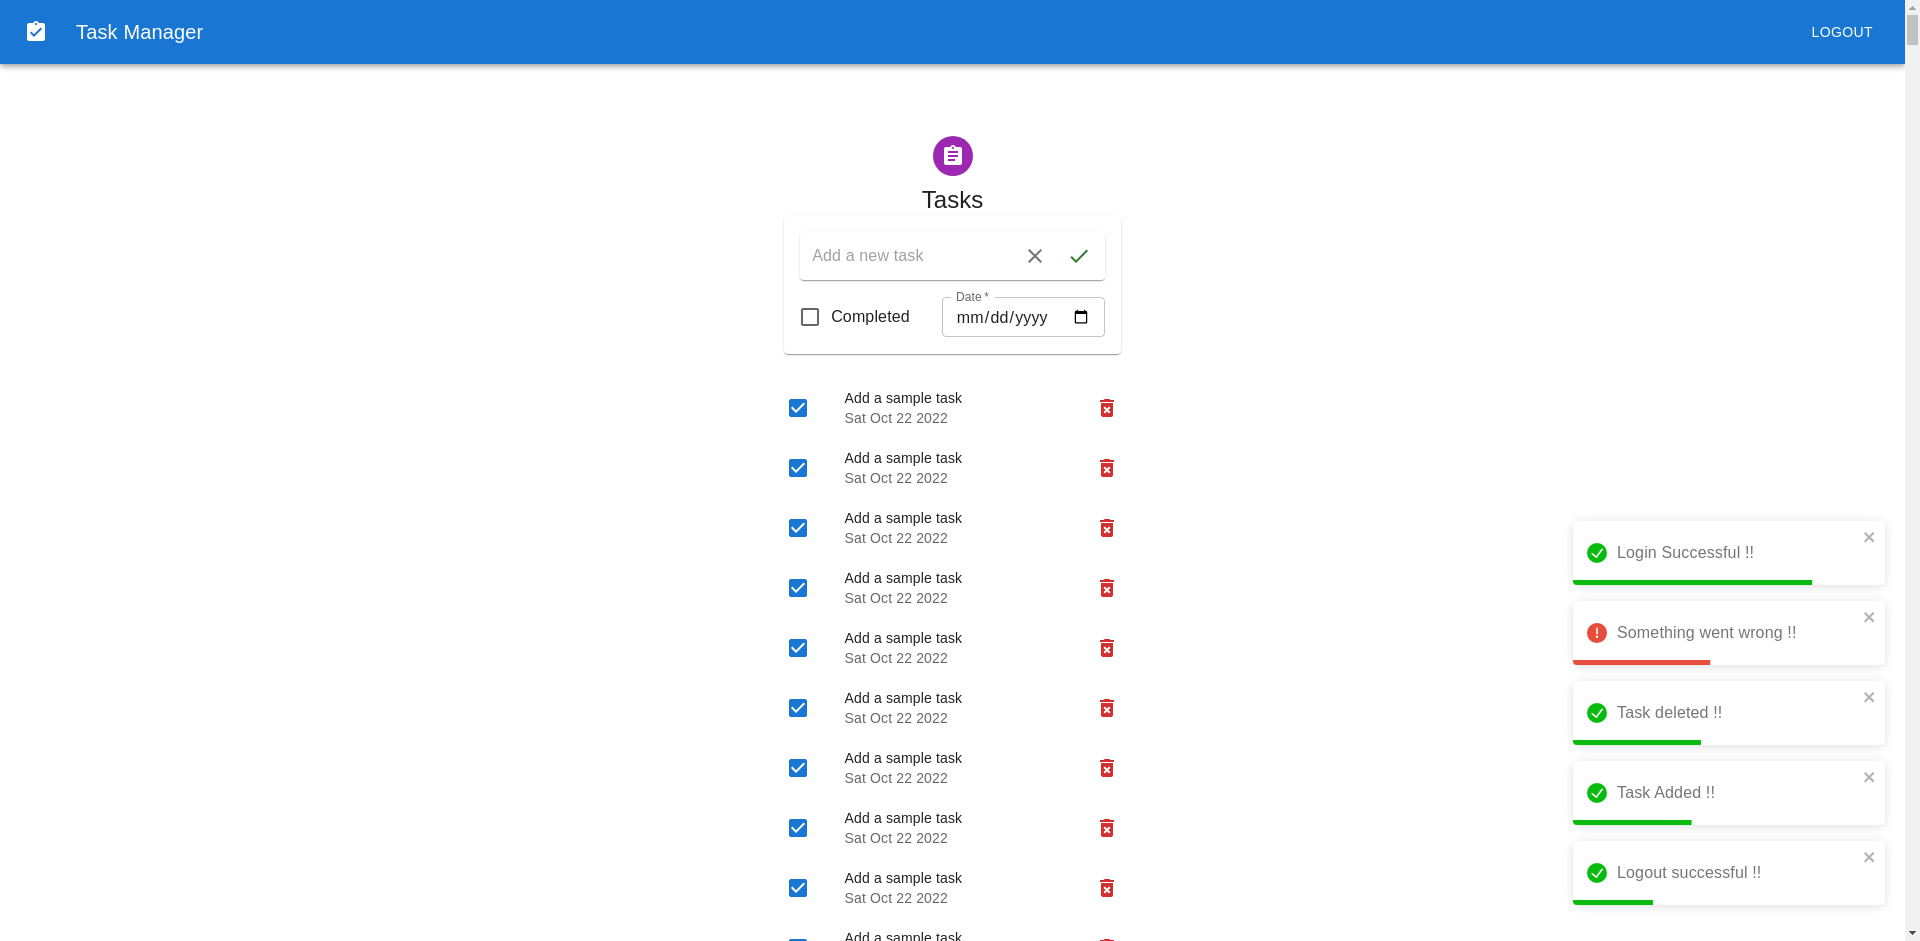 Task Manager
LOGOUT
Tasks
Add a new task
Completed
Date *
mm/dd/yyyy
Add a sample task
Sat Oct 22 2022
Add a sample task
Sat Oct 22 2022
Add a sample task
Sat Oct 22 2022
Add a sample task
Sat Oct 22 2022
Add a sample task
Sat Oct 22 2022
Add a sample task
Sat Oct 22 2022
Add a sample task
Sat Oct 22 2022
Add a sample task
Sat Oct 22 2022
Add a sample task
Sat Oct 22 2022
Add a sample task
Login Successful !!
Something went wrong !!
Task deleted !!
Task Added !!
Logout successful !!